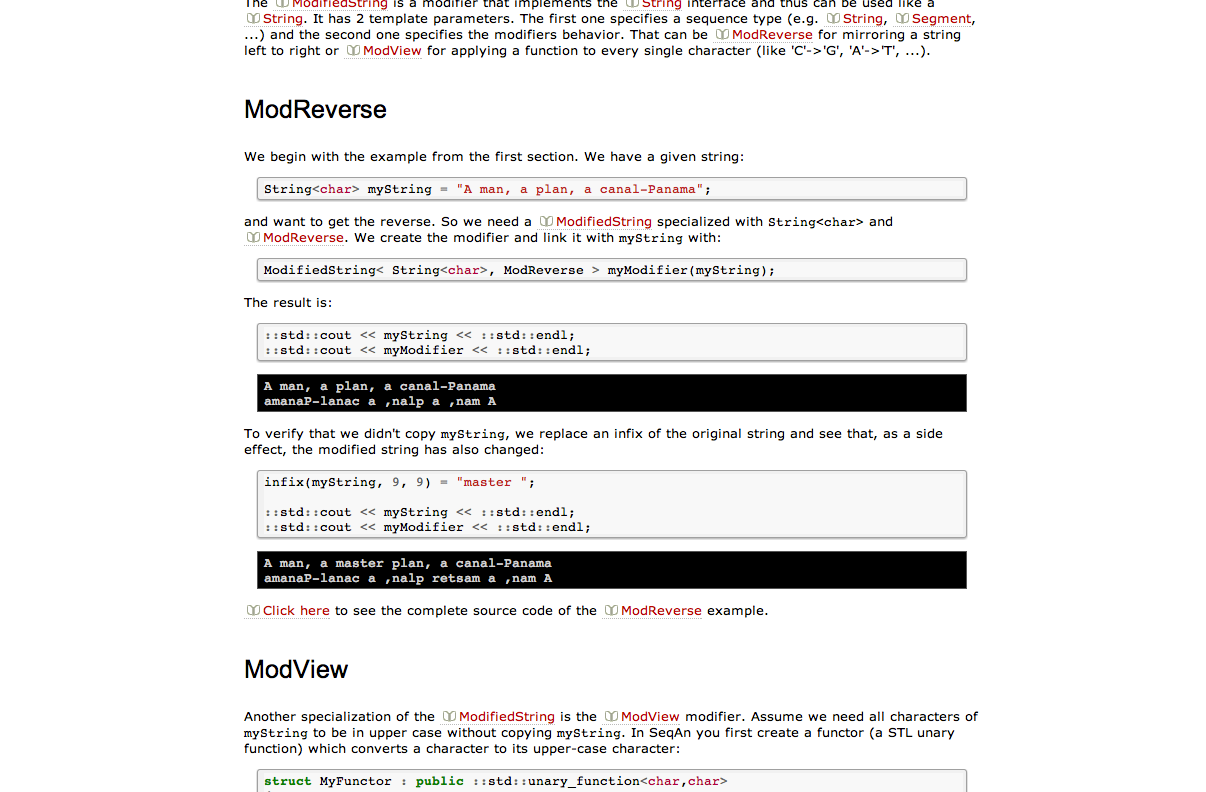 The ModifiedString is a modifier that implements the String interface and thus can be used like a
String. It has 2 template parameters. The first one specifies a sequence type (e.g. String, Segment,
...) and the second one specifies the modifiers behavior. That can be ModReverse for mirroring a string
left to right or ModView for applying a function to every single character (like 'C'->'G', 'A'->'T', ...).
ModReverse
We begin with the example from the first section. We have a given string:
String<char> myString = "A man, a plan, a canal-Panama";
and want to get the reverse. So we need a ModifiedString specialized with String<char> and
ModReverse. We create the modifier and link it with myString with:
ModifiedString< String<char>, ModReverse > myModifier(myString);
The result is:
::std::cout << myString << ::std::endl;
::std::cout << myModifier << ::std::endl;
A man, a plan, a canal-Panama
amanaP-lanac a ,nalp a ,nam A
To verify that we didn't copy myString, we replace an infix of the original string and see that, as a side
effect, the modified string has also changed:
infix(myString, 9, 9) = "master ";
::std::cout << myString << ::std::endl;
::std::cout << myModifier << ::std::endl;
A man, a master plan, a canal-Panama
amanaP-lanac a ,nalp retsam a ,nam A
Click here to see the complete source code of the ModReverse example.
ModView
Another specialization of the ModifiedString is the ModView modifier. Assume we need all characters of
myString to be in upper case without copying myString. In SeqAn you first create a functor (a STL unary
function) which converts a character to its upper-case character:
struct MyFunctor : public ::std::unary_function<char,char>